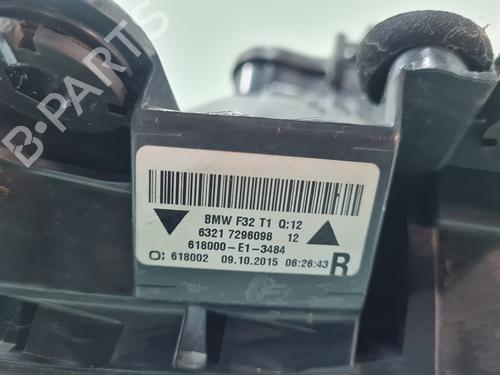 B-PARTS
BMW F32 T1 Q:12
6321 7296098 12
618000-E1-3484
O; 618002 09.10.2015 06:26:43 R